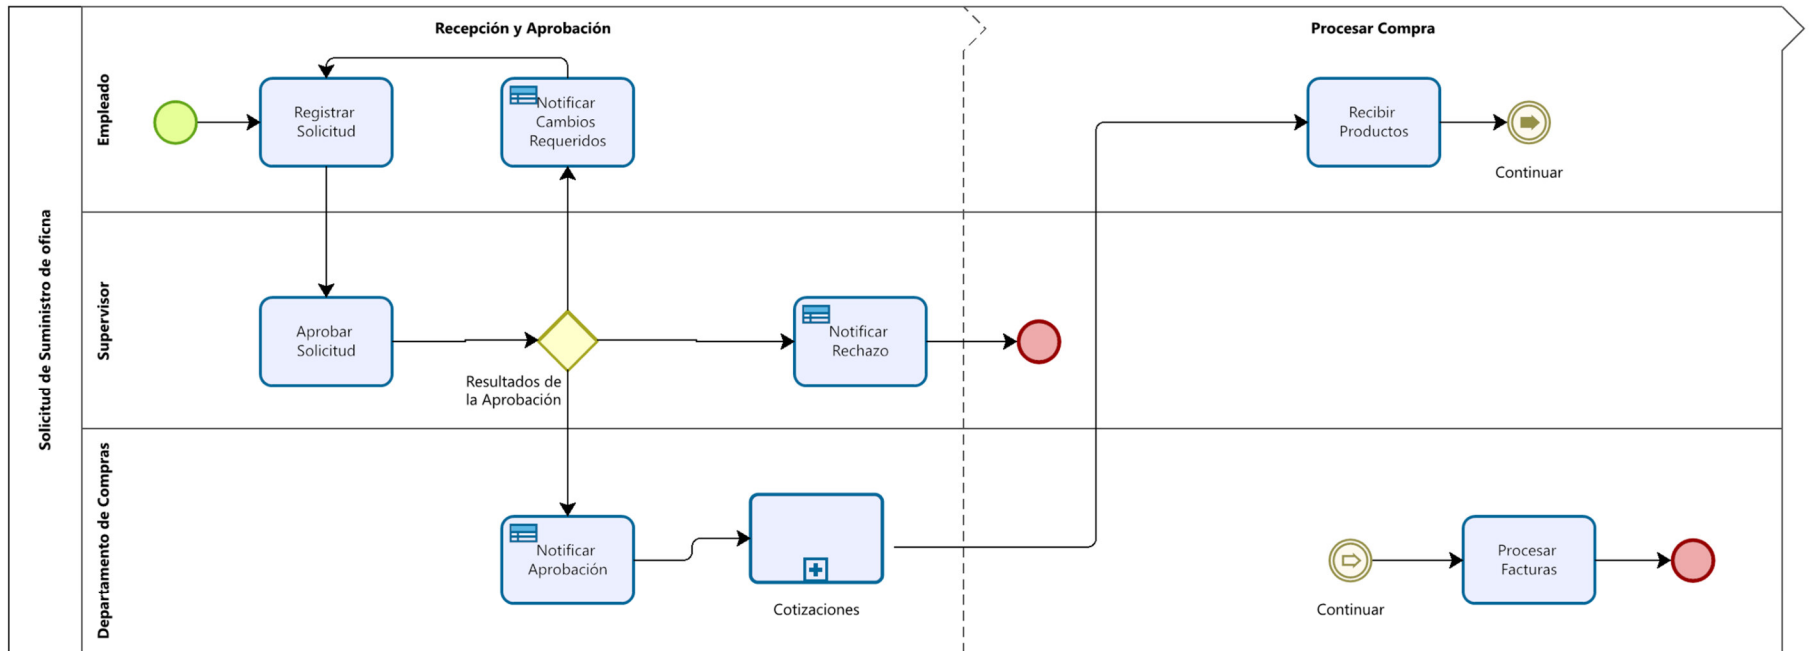 Recepción y Aprobación
Procesar Compra
Solicitud de Suministro de oficna
Empleado
Registrar
Solicitud
Notificar
Cambios
Requeridos
Recibir
Productos
Continuar
Supervisor
Aprobar
Solicitud
Resultados de
la Aprobación
Notificar
Rechazo
Departamento de Compras
Notificar
Aprobación
Cotizaciones
Continuar
Procesar
Facturas